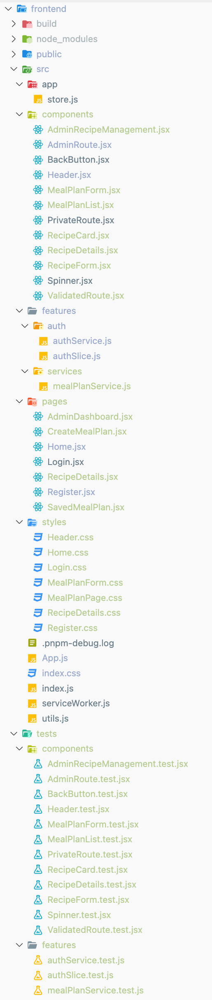 frontend
build
node_modules
public
src
app
store.js
components
AdminRecipeManagement.jsx
AdminRoute.jsx
BackButton.jsx
Header.jsx
MealPlanForm.jsx
MealPlanList.jsx
PrivateRoute.jsx
RecipeCard.jsx
RecipeDetails.jsx
RecipeForm.jsx
Spinner.jsx
ValidatedRoute.jsx
features
auth
authService.js
authSlice.js
services
mealPlanService.js
pages
AdminDashboard.jsx
CreateMealPlan.jsx
Home.jsx
Login.jsx
RecipeDetails.jsx
Register.jsx
SavedMealPlan.jsx
styles
Header.css
Home.css
Login.css
MealPlanForm.css
MealPlanPage.css
RecipeDetails.css
Register.css
.pnpm-debug.log
App.js
index.css
index.js
serviceWorker.js
utils.js
tests
components
AdminRecipeManagement.test.jsx
AdminRoute.test.jsx
BackButton.test.jsx
Header.test.jsx
MealPlanForm.test.jsx
MealPlanList.test.jsx
PrivateRoute.test.jsx
RecipeCard.test.jsx
RecipeDetails.test.jsx
RecipeForm.test.jsx
Spinner.test.jsx
ValidatedRoute.test.jsx
features
authService.test.js
authSlice.test.js
mealPlanService.test.js